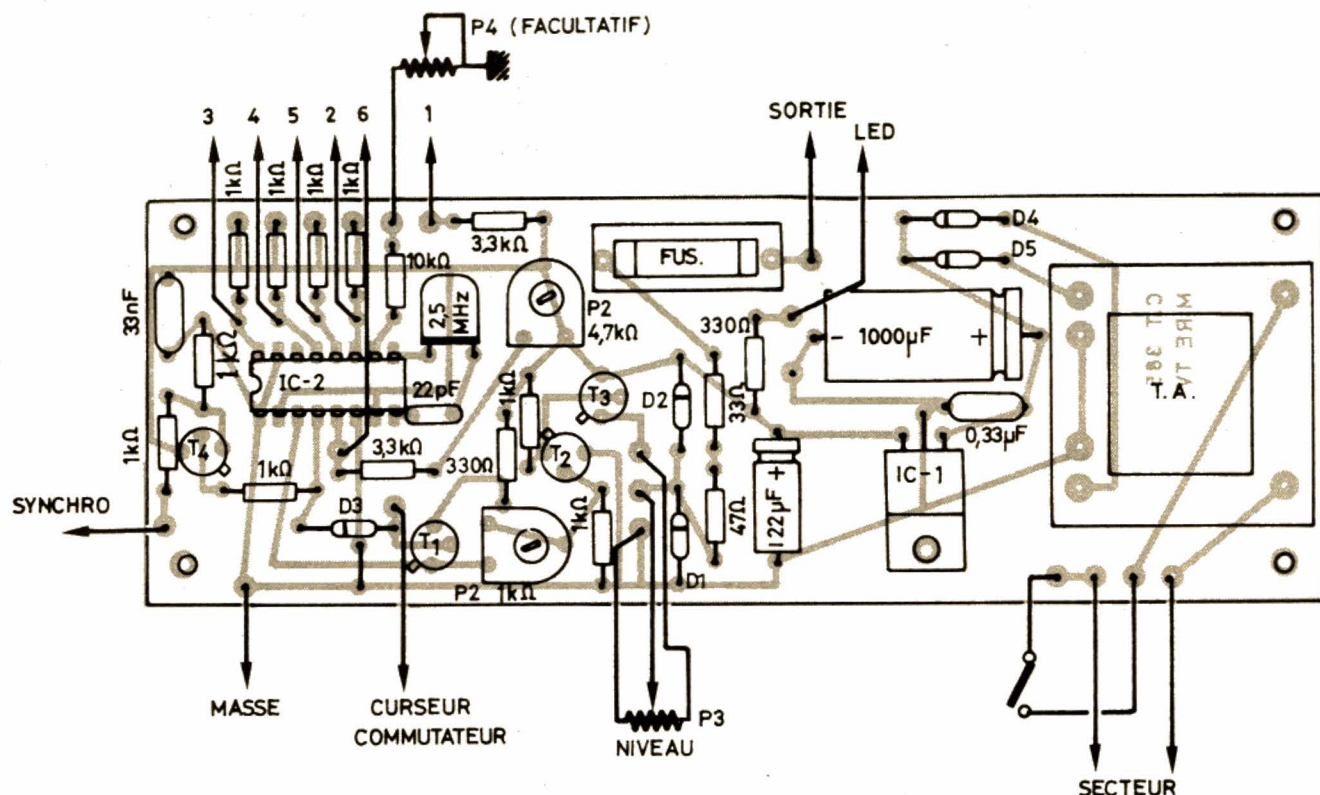 P4 (FACULTATIF)
3 4 5 2 6 1
SORTIE
LED
1kΩ 1kΩ 1kΩ 1kΩ
3,3kΩ
FUS.
D4
D5
10kΩ
33nF
1kΩ
2,5
MHz
P2
4,7kΩ
330Ω
- 1000µF +
MIRE TV
T.A.
IC-2
22pF
1kΩ
T3
D2
33Ω
0,33µF
1kΩ
T4
3,3kΩ
330Ω
T2
IC-1
1kΩ
SYNCHRO
D3
T1
1kΩ
47Ω
122µF +
P2 1kΩ
D1
MASSE
CURSEUR
COMMUTATEUR
P3
NIVEAU
SECTEUR